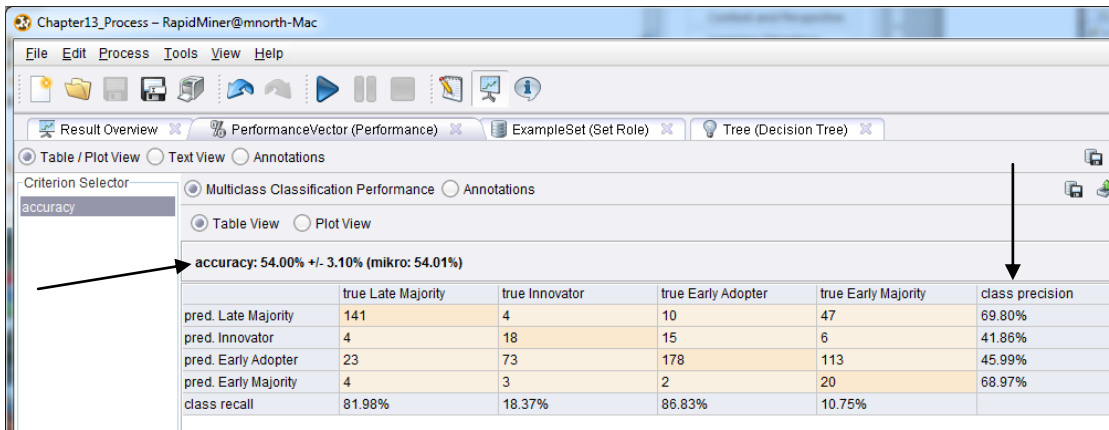 Chapter13_Process – RapidMiner@mnorth-Mac
File Edit Process Tools View Help
Result Overview PerformanceVector (Performance) ExampleSet (Set Role) Tree (Decision Tree)
Table / Plot View Text View Annotations
Criterion Selector
accuracy
Multiclass Classification Performance Annotations
Table View Plot View
accuracy: 54.00% +/- 3.10% (mikro: 54.01%)
true Late Majority true Innovator true Early Adopter true Early Majority class precision
pred. Late Majority 141 4 10 47 69.80%
pred. Innovator 4 18 15 6 41.86%
pred. Early Adopter 23 73 178 113 45.99%
pred. Early Majority 4 3 2 20 68.97%
class recall 81.98% 18.37% 86.83% 10.75%